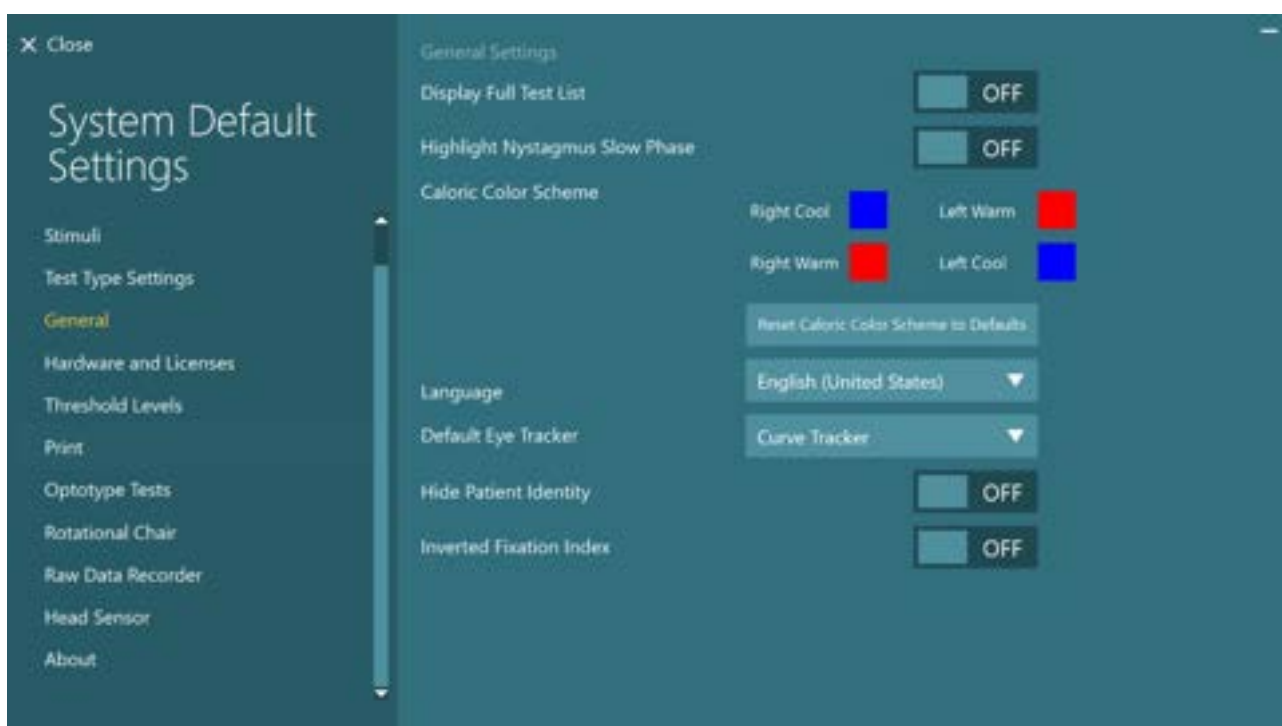 Close
System Default
Settings
Stimuli
Test Type Settings
General
Hardware and Licenses
Threshold Levels
Print
Optotype Tests
Rotational Chair
Raw Data Recorder
Head Sensor
About
General Settings
Display Full Test List OFF
Highlight Nystagmus Slow Phase OFF
Caloric Color Scheme
Right Cool Left Warm
Right Warm Left Cool
Reset Caloric Color Scheme to Defaults
Language English (United States)
Default Eye Tracker Curve Tracker
Hide Patient Identity OFF
Inverted Fixation Index OFF